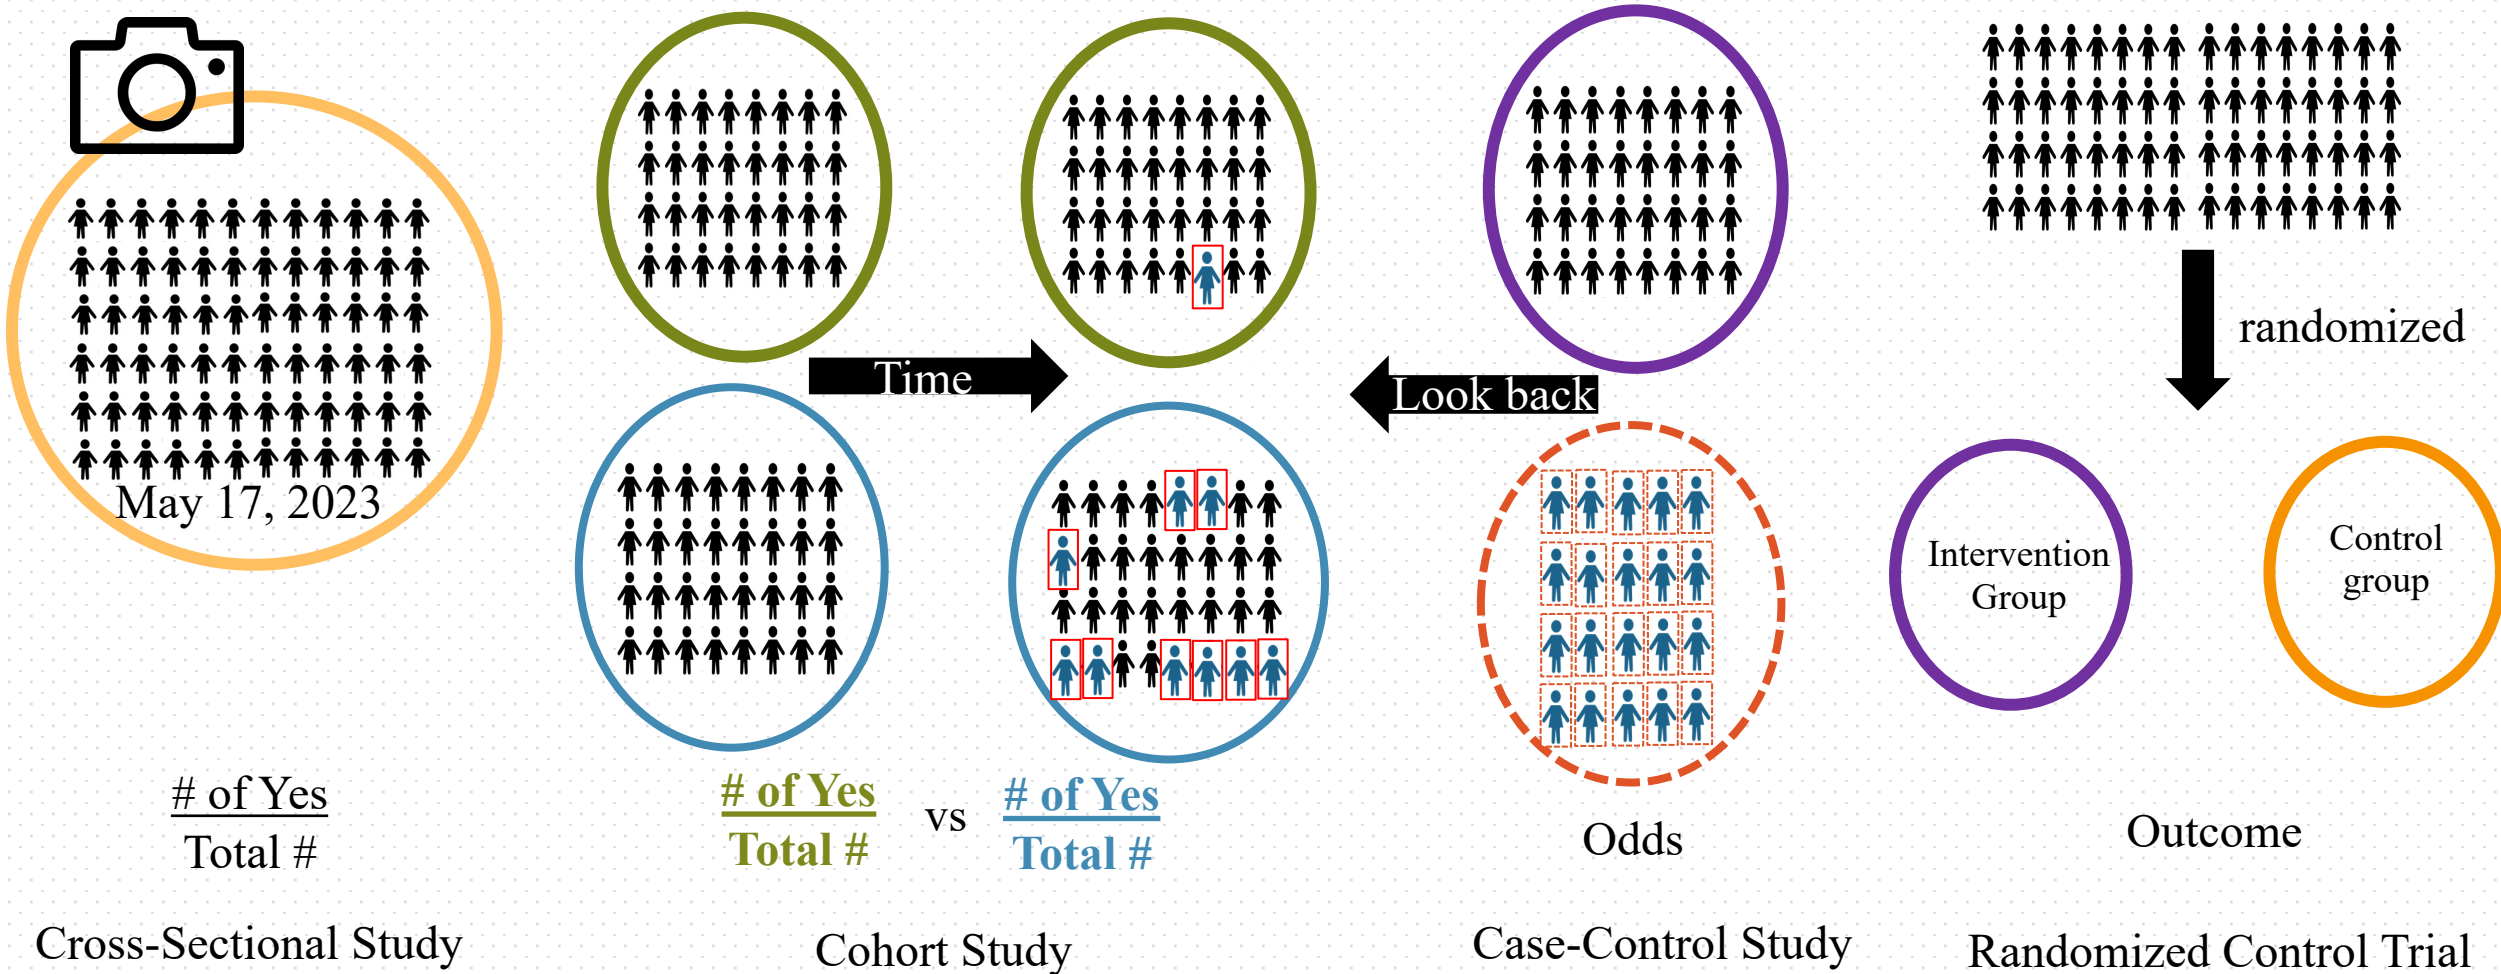 May 17, 2023
# of Yes
Total #
Cross-Sectional Study
Time
# of Yes
Total #
vs
# of Yes
Total #
Cohort Study
Look back
Odds
Case-Control Study
randomized
Intervention
Group
Control
group
Outcome
Randomized Control Trial